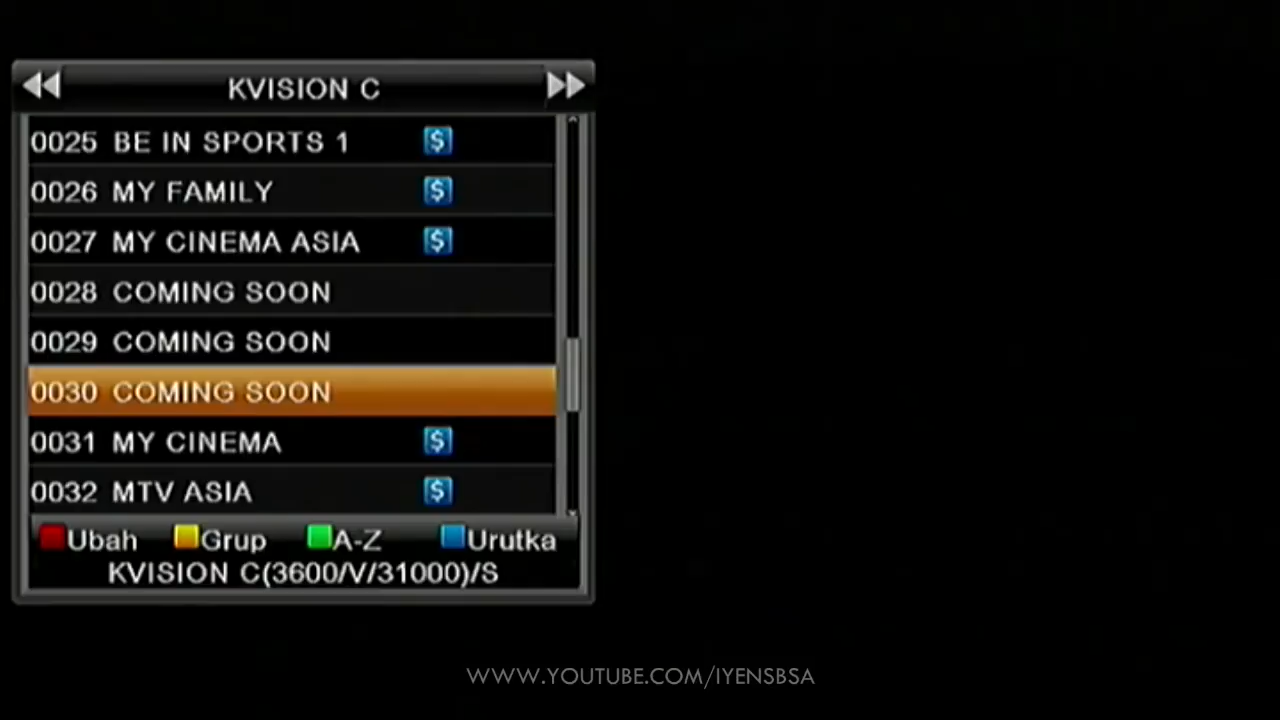 KVISION C
0025 BE IN SPORTS 1 $
0026 MY FAMILY $
0027 MY CINEMA ASIA $
0028 COMING SOON
0029 COMING SOON
0030 COMING SOON
0031 MY CINEMA $
0032 MTV ASIA $
Ubah Grup A-Z Urutka
KVISION C(3600/V/31000)/S
WWW.YOUTUBE.COM/IYENSBSA